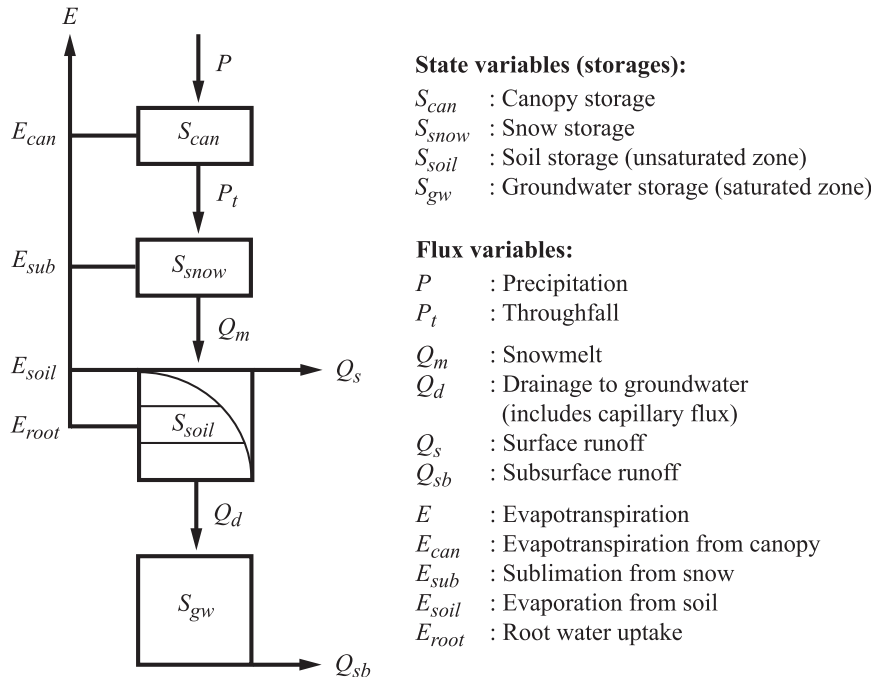 E
P
E_can
S_can
P_t
E_sub
S_snow
Q_m
E_soil
Q_s
E_root
S_soil
Q_d
S_gw
Q_sb
State variables (storages):
S_can : Canopy storage
S_snow : Snow storage
S_soil : Soil storage (unsaturated zone)
S_gw : Groundwater storage (saturated zone)
Flux variables:
P : Precipitation
P_t : Throughfall
Q_m : Snowmelt
Q_d : Drainage to groundwater
(includes capillary flux)
Q_s : Surface runoff
Q_sb : Subsurface runoff
E : Evapotranspiration
E_can : Evapotranspiration from canopy
E_sub : Sublimation from snow
E_soil : Evaporation from soil
E_root : Root water uptake